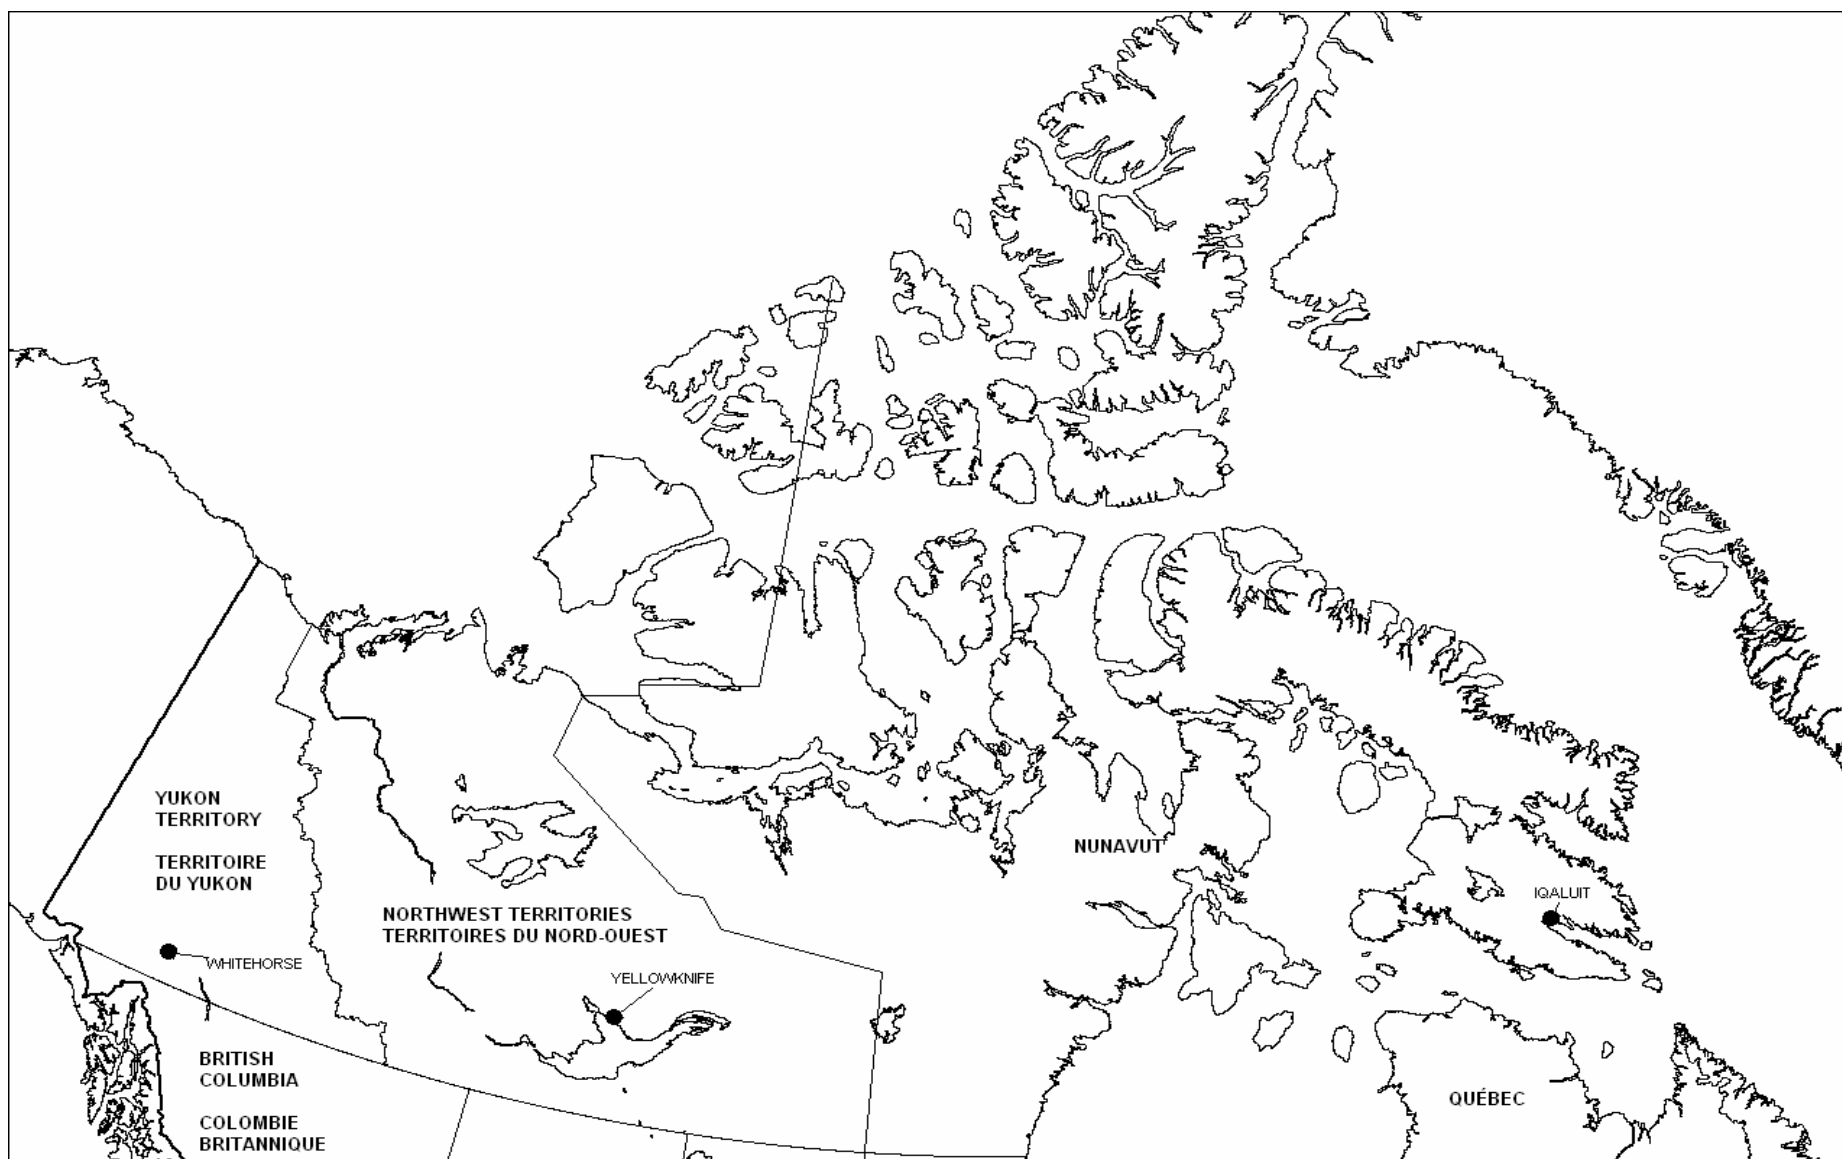 YUKON
TERRITORY
TERRITOIRE
DU YUKON
NORTHWEST TERRITORIES
TERRITOIRES DU NORD-OUEST
NUNAVUT
IQALUIT
WHITEHORSE
YELLOWKNIFE
BRITISH
COLUMBIA
COLOMBIE
BRITANNIQUE
QUÉBEC